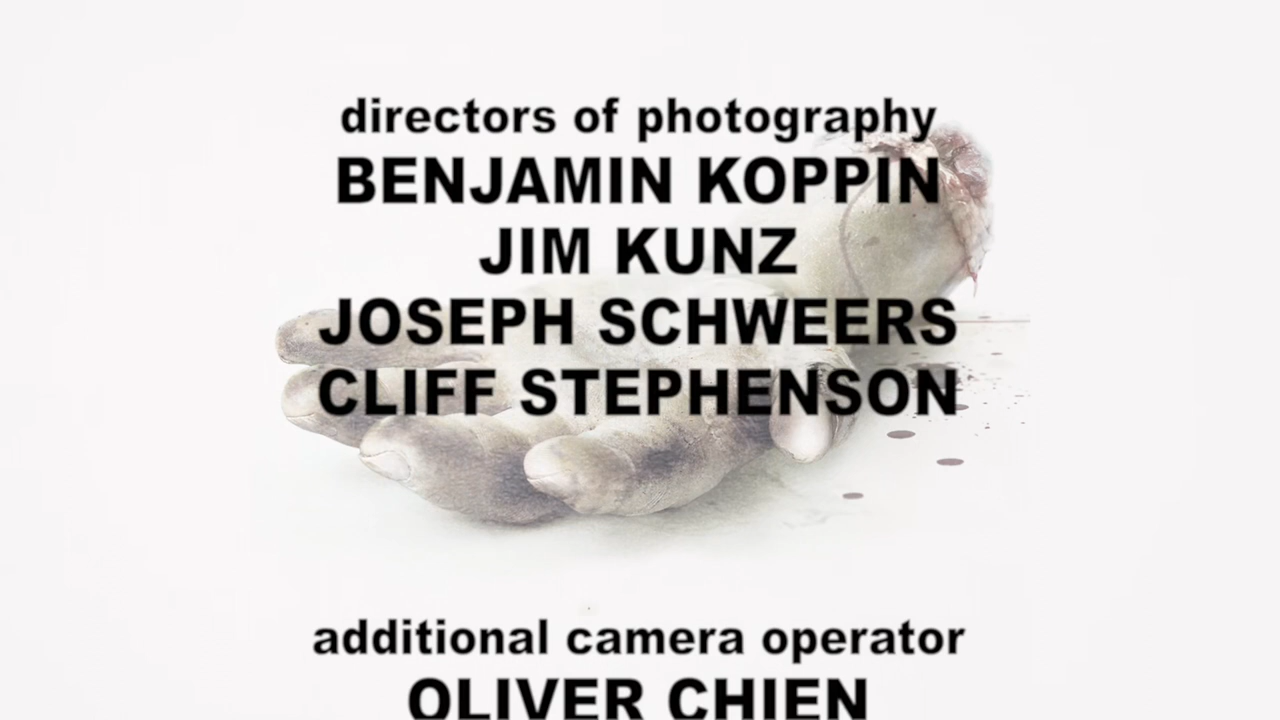 directors of photography
BENJAMIN KOPPIN
JIM KUNZ
JOSEPH SCHWEERS
CLIFF STEPHENSON
additional camera operator
OLIVER CHIEN